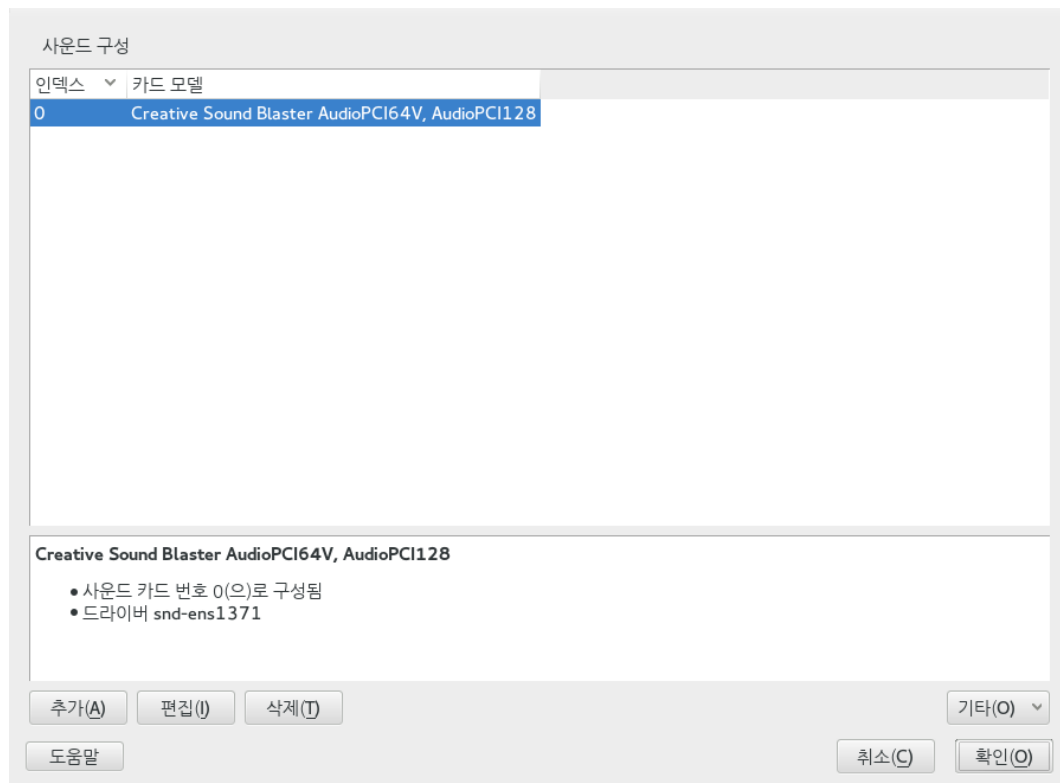 사운드 구성
인덱스 카드 모델
0 Creative Sound Blaster AudioPCI64V, AudioPCI128
Creative Sound Blaster AudioPCI64V, AudioPCI128
● 사운드 카드 번호 0(으)로 구성됨
● 드라이버 snd-ens1371
추가(A) 편집(I) 삭제(T) 기타(O)
도움말 취소(C) 확인(O)